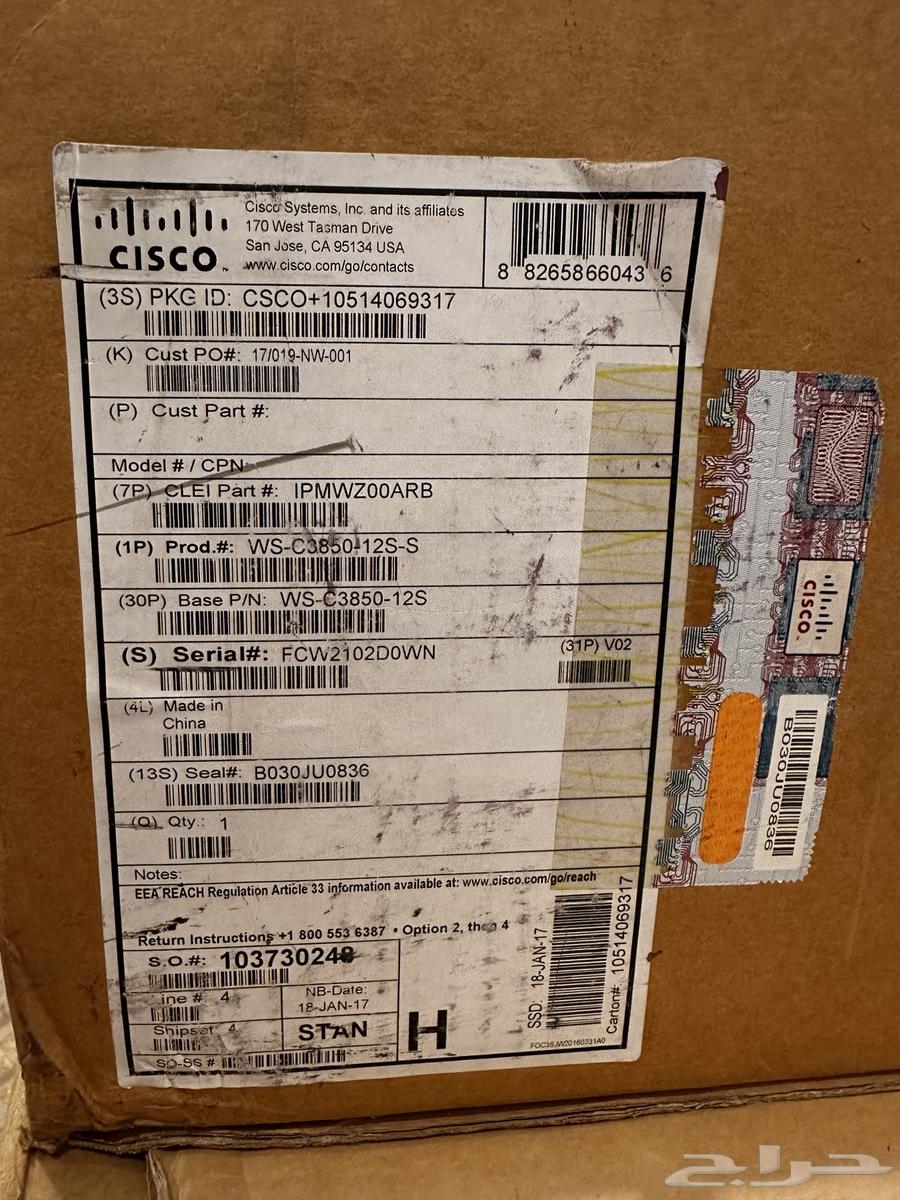 CISCO
Cisco Systems, Inc. and its affiliates
170 West Tasman Drive
San Jose, CA 95134 USA
www.cisco.com/go/contacts
8 8265866043 6
(3S) PKG ID: CSCO+10514069317
(K) Cust PO#: 17/019-NW-001
(P) Cust Part #:
Model # / CPN:
(7P) CLEI Part #: IPMWZ00ARB
(1P) Prod.#: WS-C3850-12S-S
(30P) Base P/N: WS-C3850-12S
(S) Serial#: FCW2102D0WN
(31P) V02
(4L) Made in
China
(13S) Seal#: B030JU0836
(Q) Qty.: 1
Notes:
EEA REACH Regulation Article 33 information available at: www.cisco.com/go/reach
Return Instructions +1 800 553 6387 • Option 2, then 4
S.O.#: 103730248
Line #: 4
NB-Date:
18-JAN-17
Shipset 4
STAN
H
SO-SS #
SSD: 18-JAN-17
Carton#: 10514069317
CISCO
B030JU0836
حراج